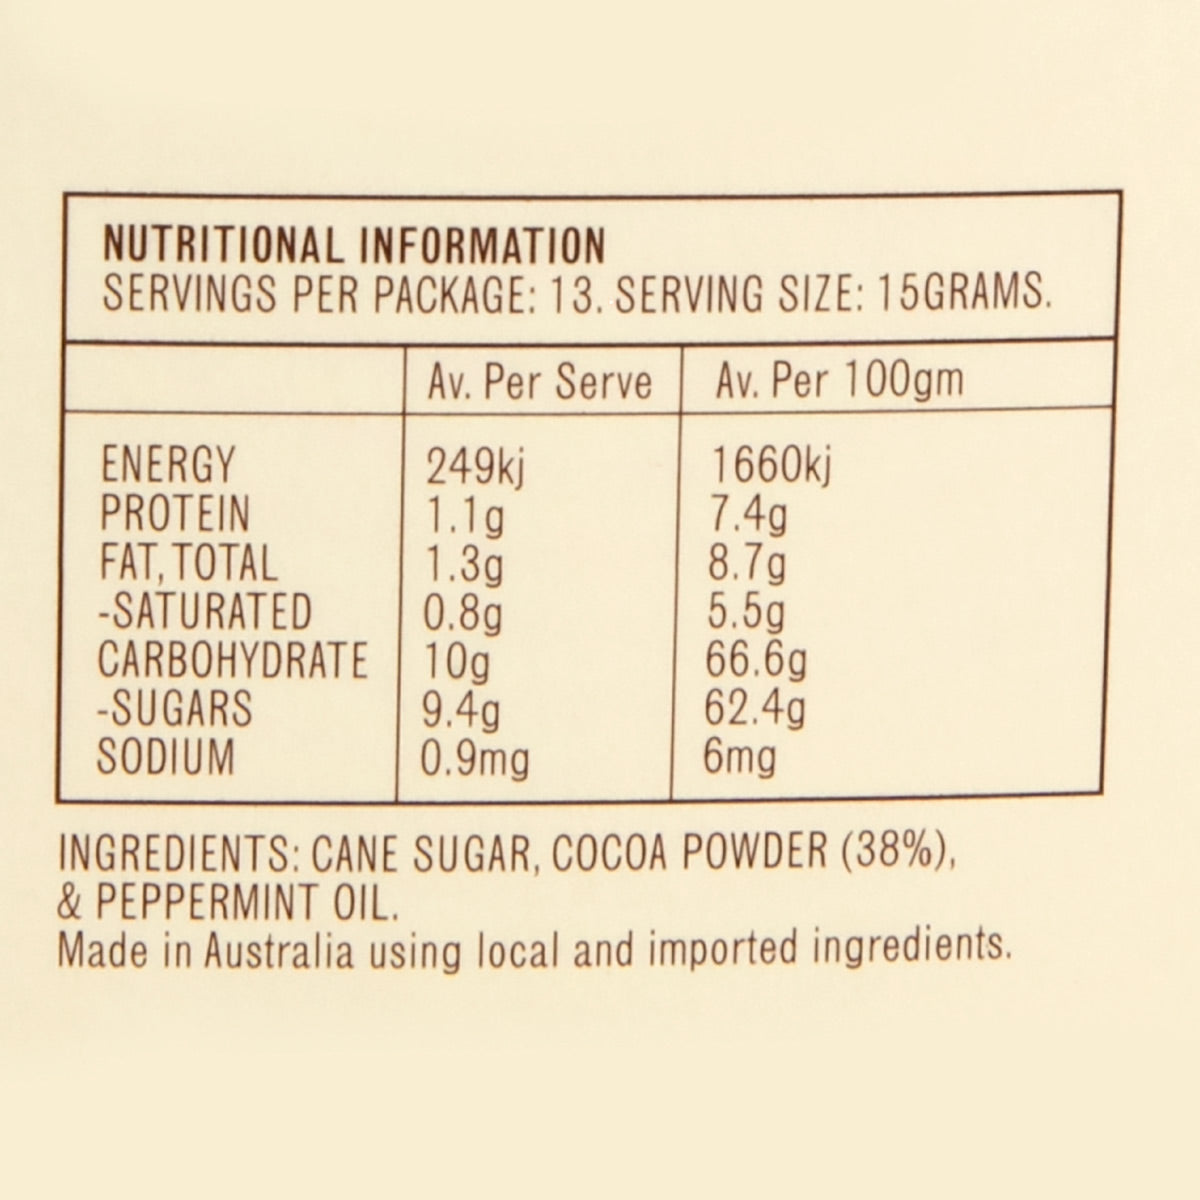 NUTRITIONAL INFORMATION
SERVINGS PER PACKAGE: 13. SERVING SIZE: 15GRAMS.
Av. Per Serve Av. Per 100gm
ENERGY 249kj 1660kj
PROTEIN 1.1g 7.4g
FAT, TOTAL 1.3g 8.7g
-SATURATED 0.8g 5.5g
CARBOHYDRATE 10g 66.6g
-SUGARS 9.4g 62.4g
SODIUM 0.9mg 6mg
INGREDIENTS: CANE SUGAR, COCOA POWDER (38%),
& PEPPERMINT OIL.
Made in Australia using local and imported ingredients.